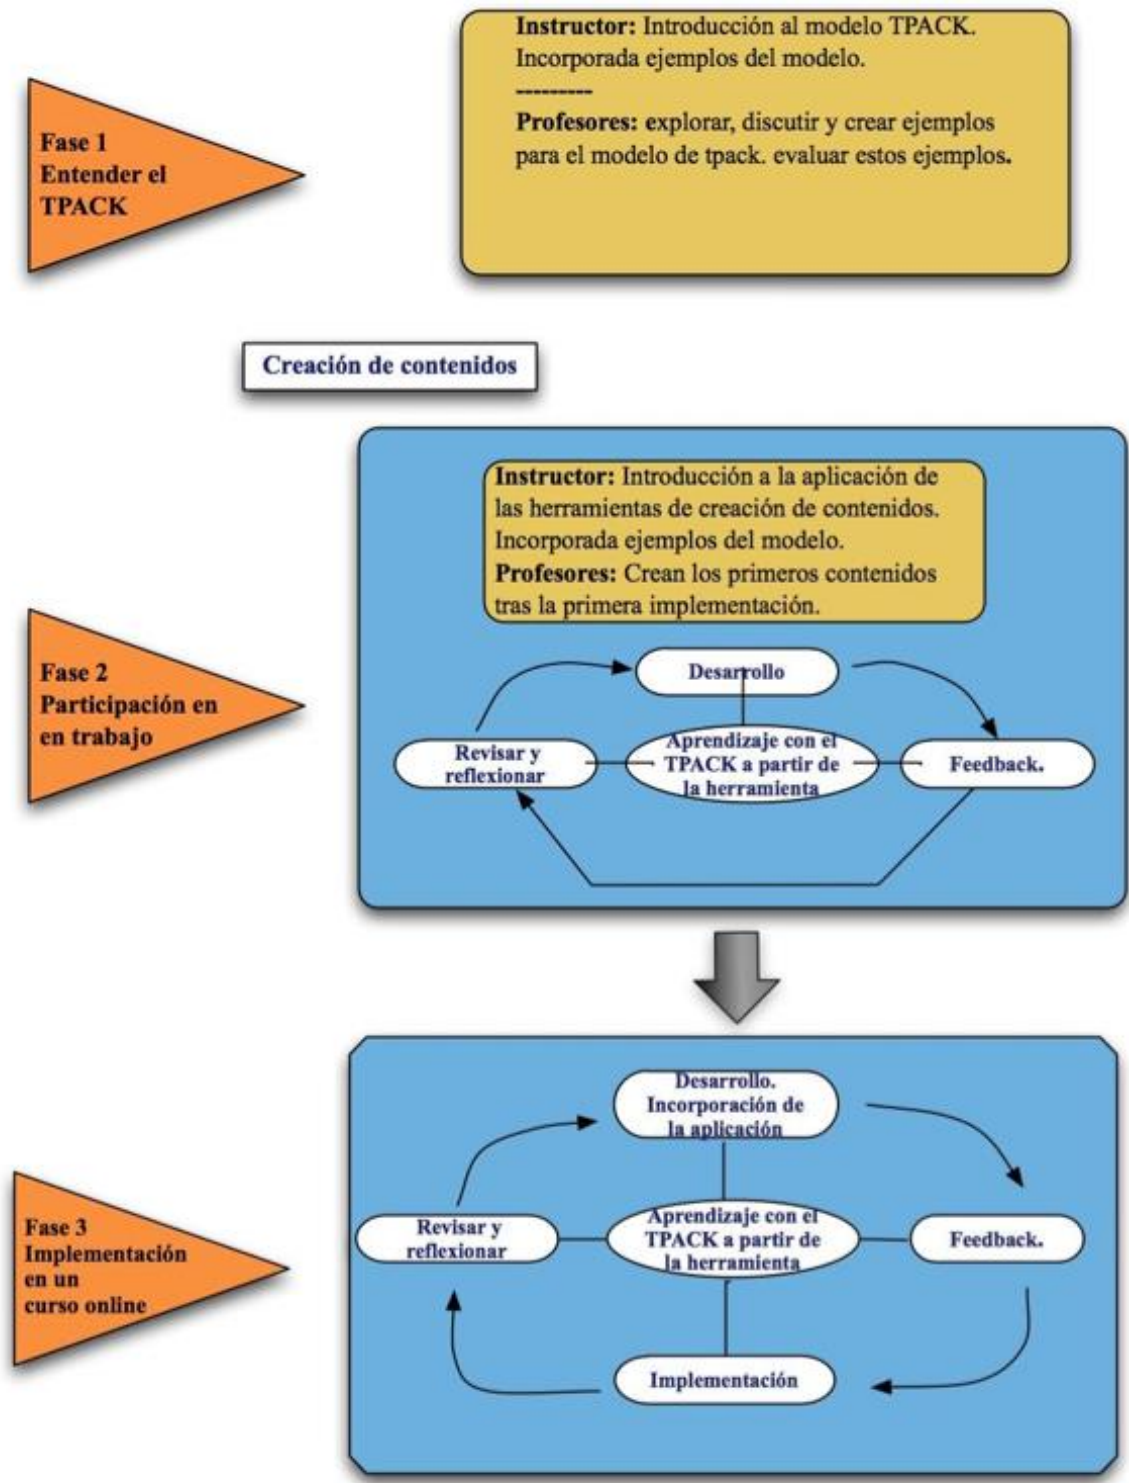 Instructor: Introducción al modelo TPACK.
Incorporada ejemplos del modelo.
---------
Profesores: explorar, discutir y crear ejemplos
para el modelo de tpack. evaluar estos ejemplos.
Fase 1
Entender el
TPACK
Creación de contenidos
Instructor: Introducción a la aplicación de
las herramientas de creación de contenidos.
Incorporada ejemplos del modelo.
Profesores: Crean los primeros contenidos
tras la primera implementación.
Fase 2
Participación en
en trabajo
Desarrollo
Revisar y
reflexionar
Aprendizaje con el
TPACK a partir de
la herramienta
Feedback.
Fase 3
Implementación
en un
curso online
Desarrollo.
Incorporación de
la aplicación
Revisar y
reflexionar
Aprendizaje con el
TPACK a partir de
la herramienta
Feedback.
Implementación